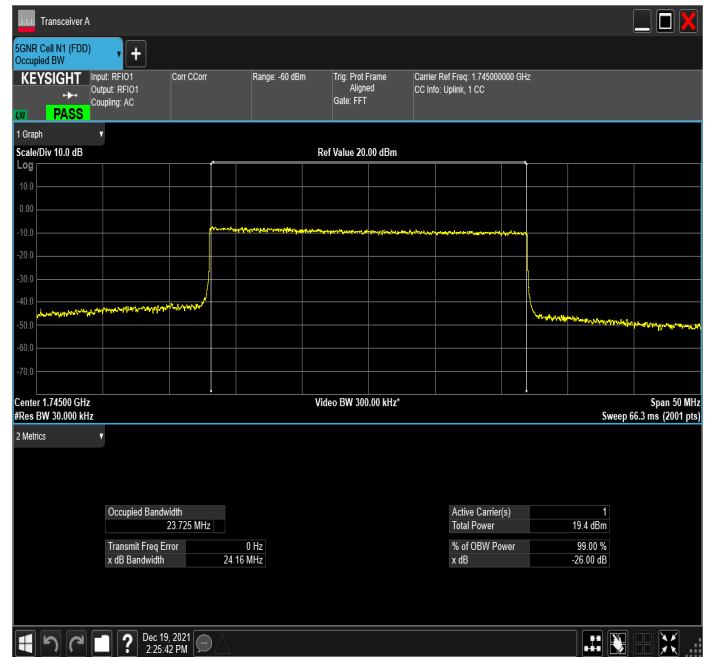 Transceiver A
5GNR Cell N1 (FDD)
Occupied BW
KEYSIGHT
PASS
Input: RFIO1
Output: RFIO1
Coupling: AC
Corr CCorr
Range: -60 dBm
Trig: Prot Frame
Aligned
Gate: FFT
Carrier Ref Freq: 1.745000000 GHz
CC Info: Uplink, 1 CC
1 Graph
Scale/Div 10.0 dB
Ref Value 20.00 dBm
Log
10.0
0.00
-10.0
-20.0
-30.0
-40.0
-50.0
-60.0
-70.0
Center 1.74500 GHz
Video BW 300.00 kHz*
Span 50 MHz
#Res BW 30.000 kHz
Sweep 66.3 ms (2001 pts)
2 Metrics
Occupied Bandwidth
23.725 MHz
Transmit Freq Error 0 Hz
x dB Bandwidth 24.16 MHz
Active Carrier(s) 1
Total Power 19.4 dBm
% of OBW Power 99.00 %
x dB -26.00 dB
?
Dec 19, 2021
2:25:42 PM